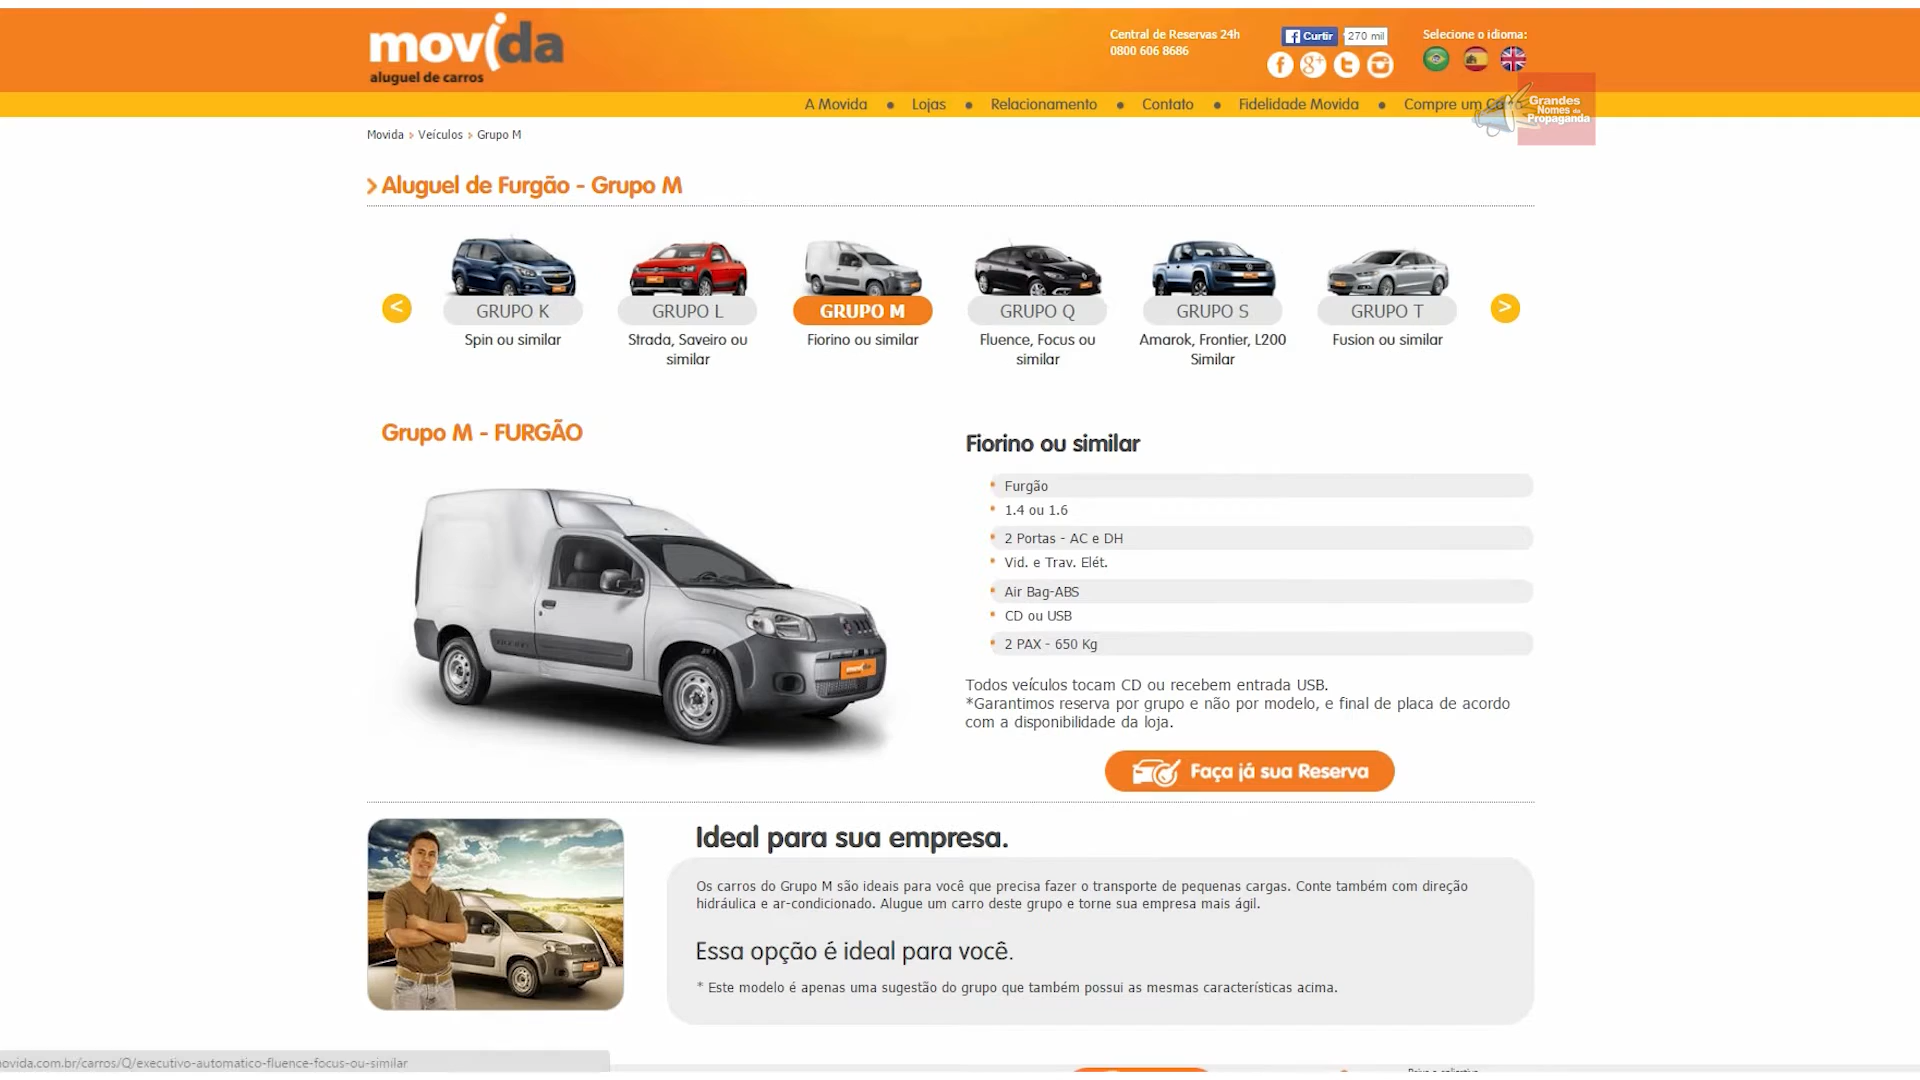 movida
aluguel de carros
Central de Reservas 24h
0800 606 8686
Curtir
270 mil
Selecione o idioma:
A Movida
Lojas
Relacionamento
Contato
Fidelidade Movida
Compre um
Grandes
Nomes da
Propaganda
Movida > Veículos > Grupo M
Aluguel de Furgão - Grupo M
<
GRUPO K
GRUPO L
GRUPO M
GRUPO Q
GRUPO S
GRUPO T
>
Spin ou similar
Strada, Saveiro ou
similar
Fiorino ou similar
Fluence, Focus ou
similar
Amarok, Frontier, L200
Similar
Fusion ou similar
Grupo M - FURGÃO
movida
Fiorino ou similar
Furgão
1.4 ou 1.6
2 Portas - AC e DH
Vid. e Trav. Elét.
Air Bag-ABS
CD ou USB
2 PAX - 650 Kg
Todos veículos tocam CD ou recebem entrada USB.
*Garantimos reserva por grupo e não por modelo, e final de placa de acordo
com a disponibilidade da loja.
Faça já sua Reserva
Ideal para sua empresa.
Os carros do Grupo M são ideais para você que precisa fazer o transporte de pequenas cargas. Conte também com direção
hidráulica e ar-condicionado. Alugue um carro deste grupo e torne sua empresa mais ágil.
Essa opção é ideal para você.
* Este modelo é apenas uma sugestão do grupo que também possui as mesmas características acima.
ovida.com.br/carros/Q/executivo-automatico-fluence-focus-ou-similar